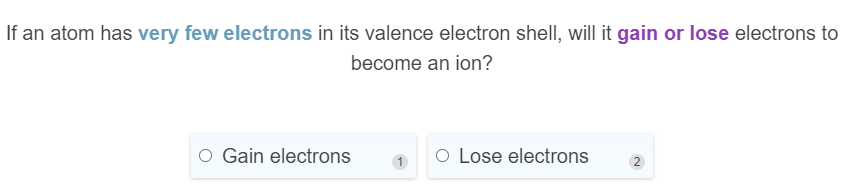 If an atom has very few electrons in its valence electron shell, will it gain or lose electrons to
become an ion?
Gain electrons 1
Lose electrons 2